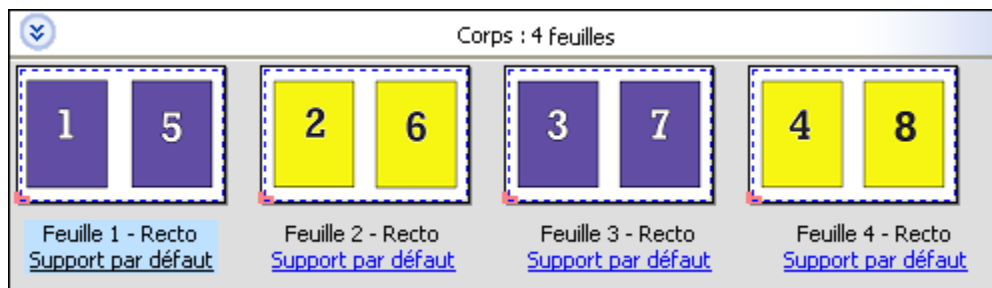 Corps : 4 feuilles
1 5 2 6 3 7 4 8
Feuille 1 - Recto
Support par défaut
Feuille 2 - Recto
Support par défaut
Feuille 3 - Recto
Support par défaut
Feuille 4 - Recto
Support par défaut